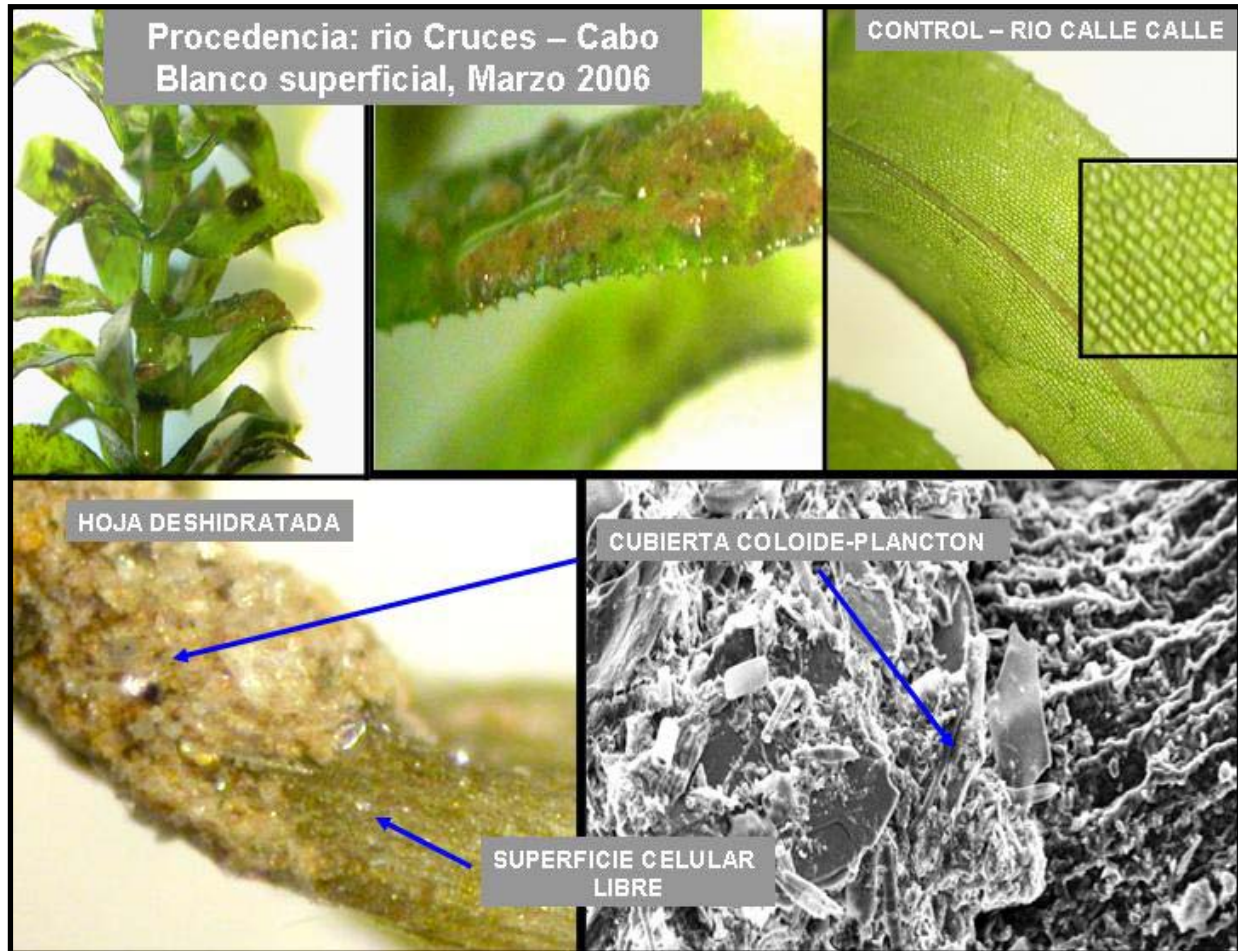 Procedencia: rio Cruces – Cabo
Blanco superficial, Marzo 2006
CONTROL – RIO CALLE CALLE
HOJA DESHIDRATADA
CUBIERTA COLOIDE-PLANCTON
SUPERFICIE CELULAR
LIBRE